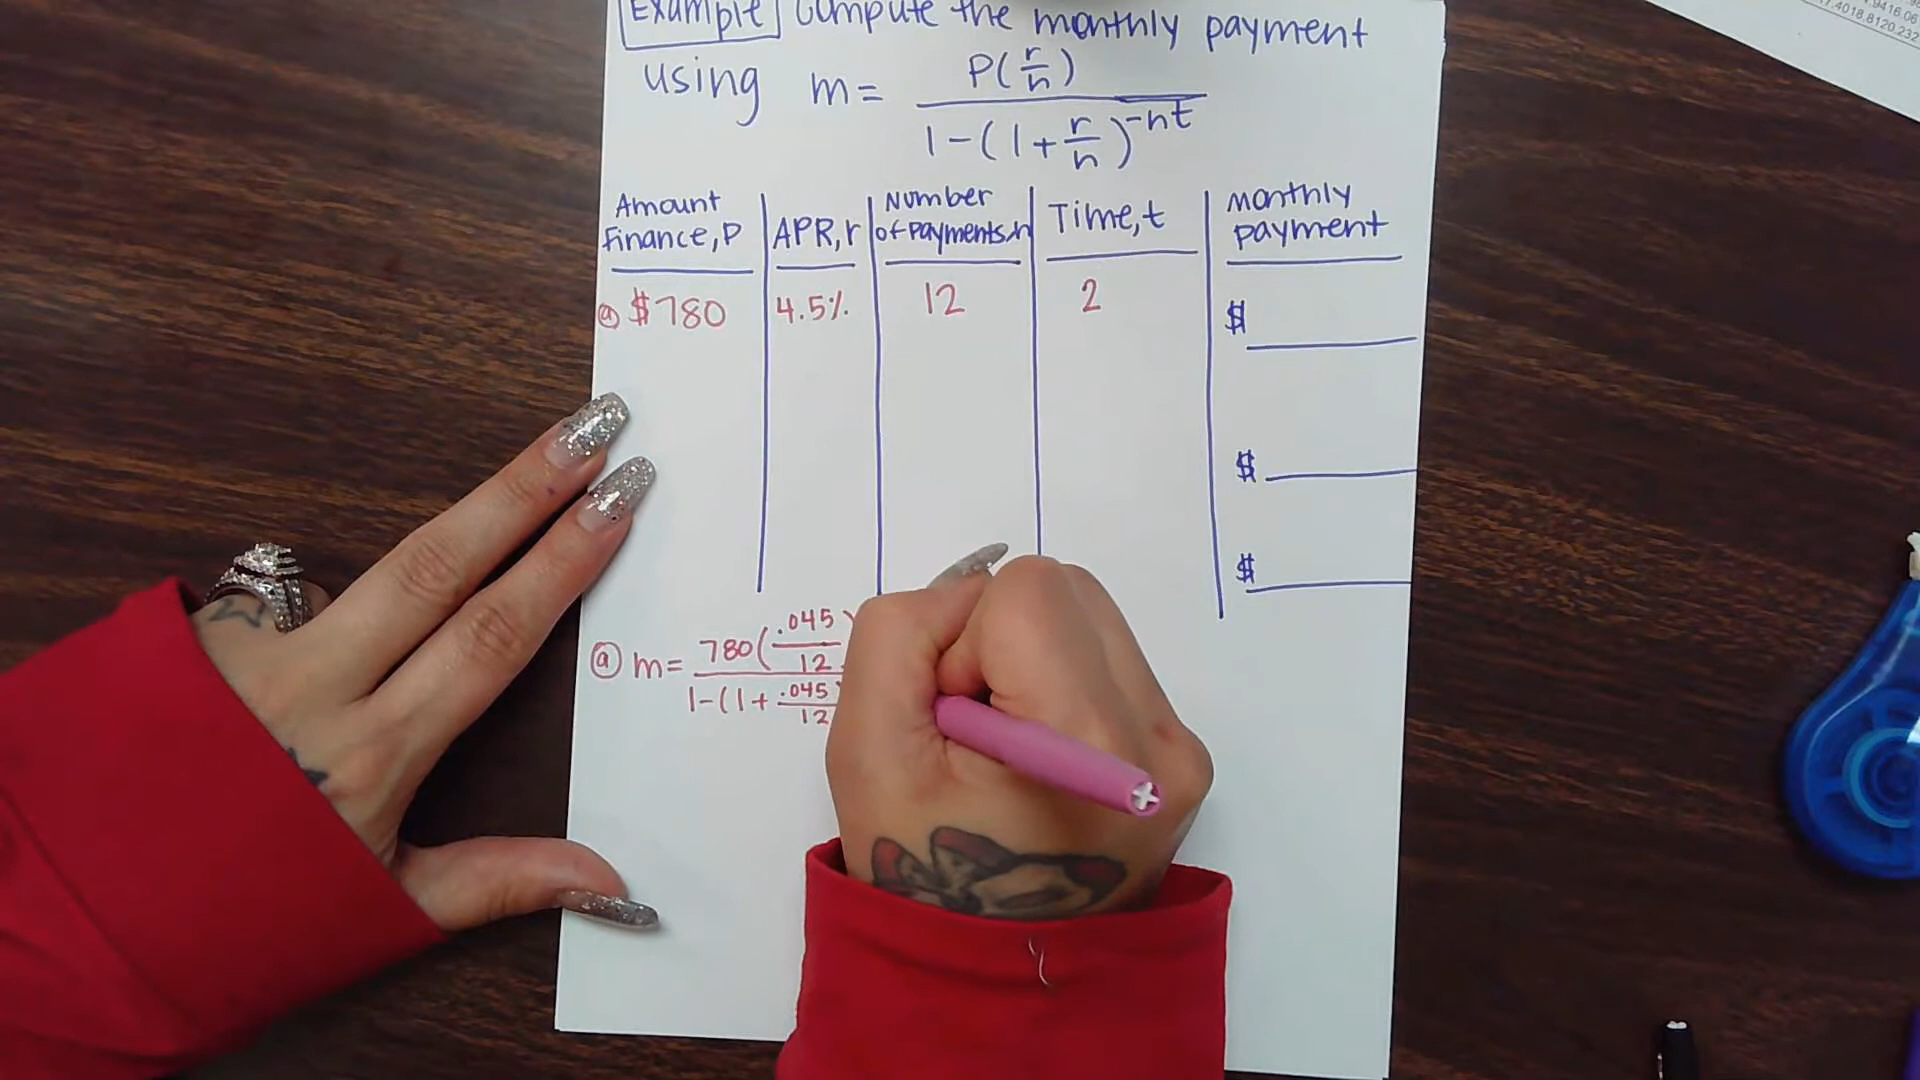 Example Compute the monthly payment
using m = P(r/n) / 1-(1+r/n)^-nt
Amount Finance, P
APR, r
Number of payments, n
Time, t
monthly payment
ⓐ $780 4.5% 12 2 $
$
$
ⓐ m = 780(.045/12) / 1-(1+.045/12)